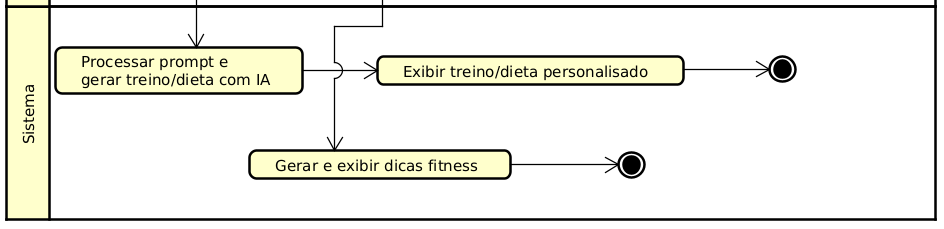 Sistema
Processar prompt e
gerar treino/dieta com IA
Exibir treino/dieta personalisado
Gerar e exibir dicas fitness